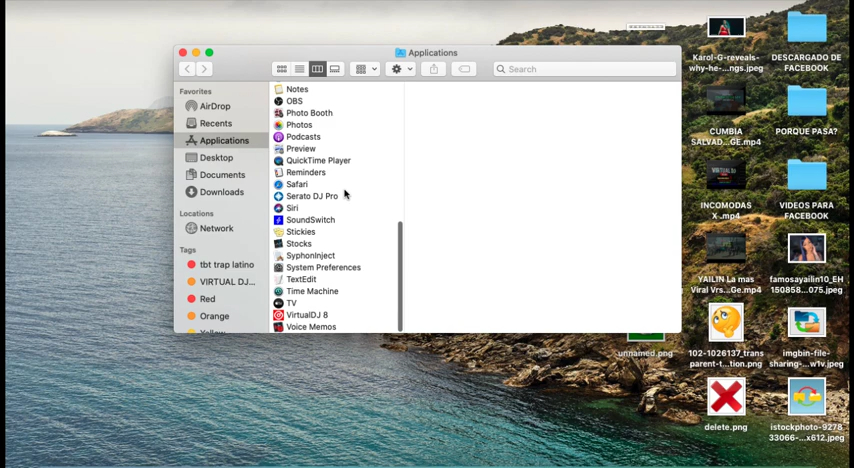 Applications
Search
Favorites
AirDrop
Recents
Applications
Desktop
Documents
Downloads
Locations
Network
Tags
tbt trap latino
VIRTUAL DJ...
Red
Orange
Yellow
Notes
OBS
Photo Booth
Photos
Podcasts
Preview
QuickTime Player
Reminders
Safari
Serato DJ Pro
Siri
SoundSwitch
Stickies
Stocks
SyphonInject
System Preferences
TextEdit
Time Machine
TV
VirtualDJ 8
Voice Memos
Karol-G-reveals-
why-he-...ngs.jpeg
DESCARGADO DE
FACEBOOK
CUMBIA
SALVAD...GE.mp4
PORQUE PASA?
INCOMODAS
X .mp4
VIDEOS PARA
FACEBOOK
YAILIN La mas
Viral Vrs...Ge.mp4
famosayailin10_EH
150858...075.jpeg
unnamed.png
102-1026137_trans
parent-t...tion.png
imgbin-file-
sharing-...w1v.jpeg
delete.png
istockphoto-9278
33066-...x612.jpeg